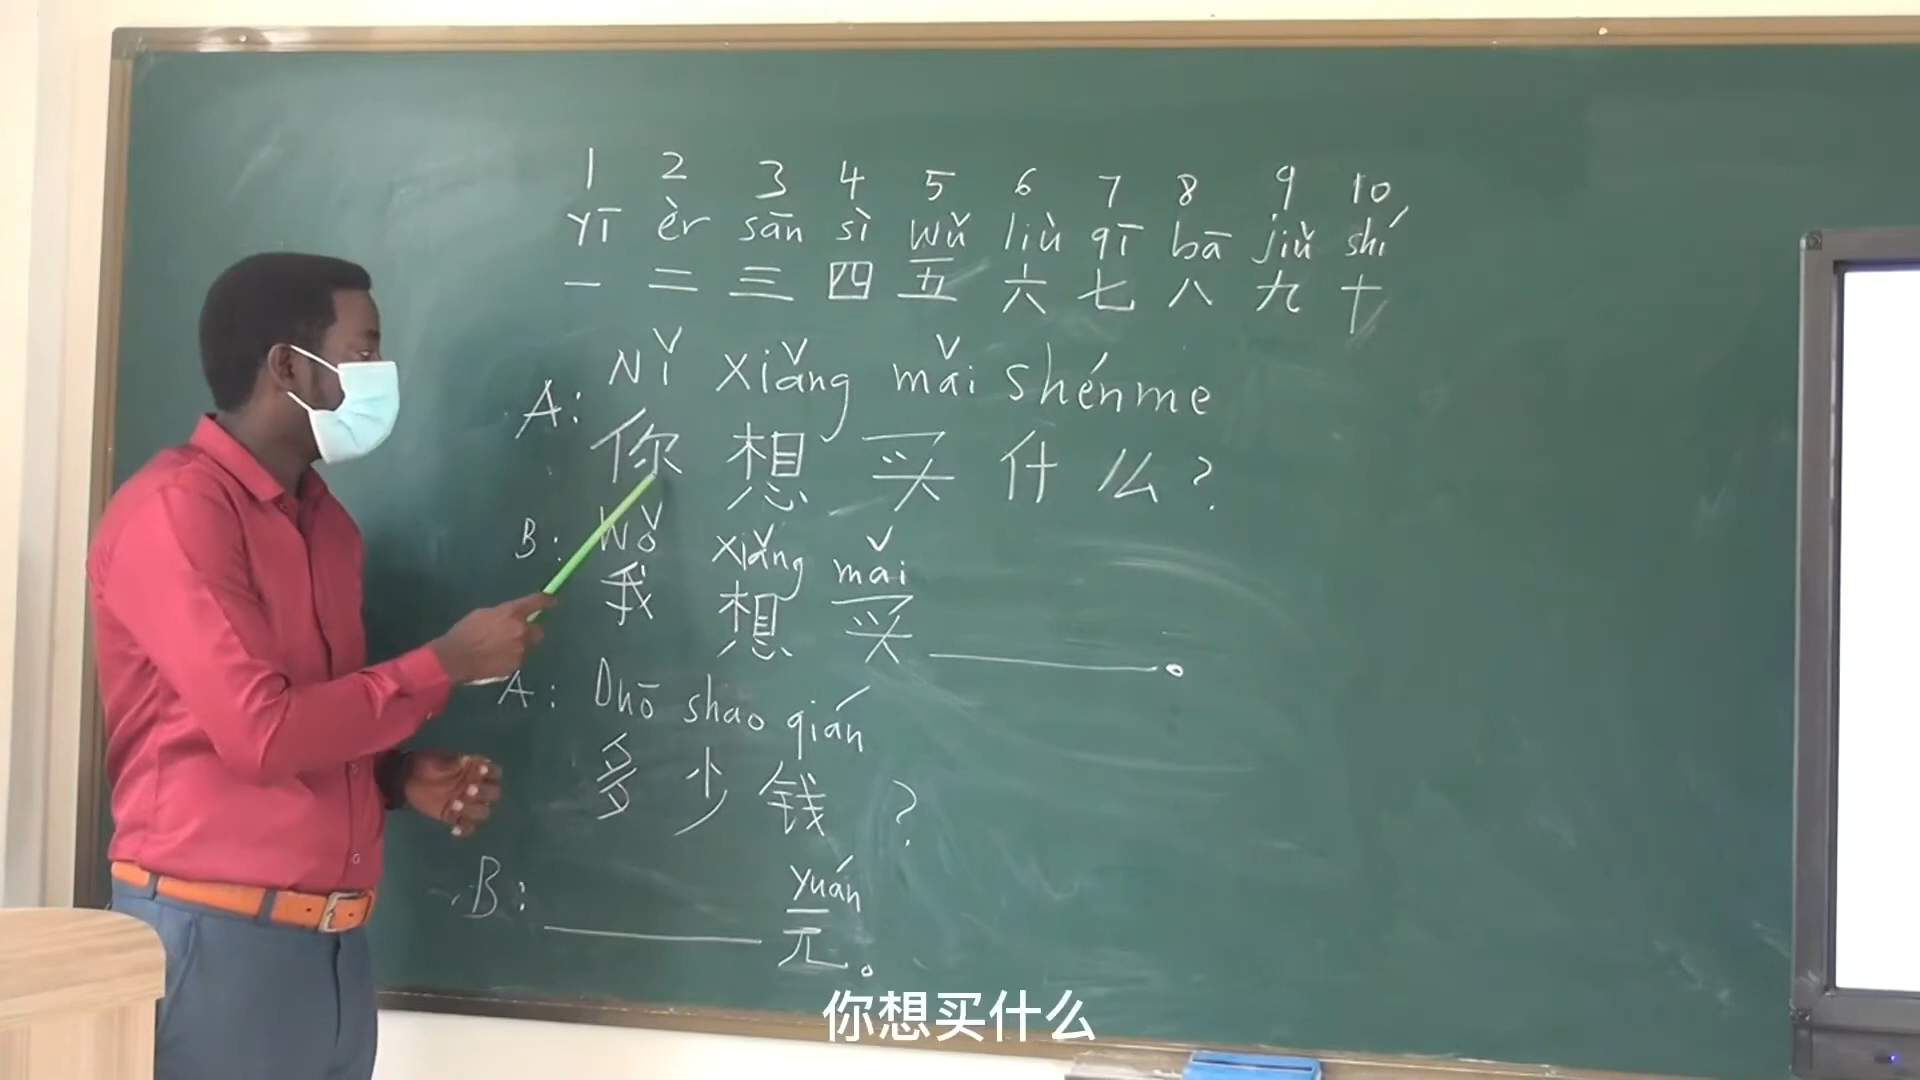 1 2 3 4 5 6 7 8 9 10
yī èr sān sì wǔ liù qī bā jiǔ shí
一 二 三 四 五 六 七 八 九 十
Nǐ xiǎng mǎi shénme
A: 你 想 买 什 么?
B: Wǒ xiǎng mǎi
我 想 买 ______。
A: Duō shao qián
多 少 钱 ?
yuán
B: ______ 元。
你想买什么